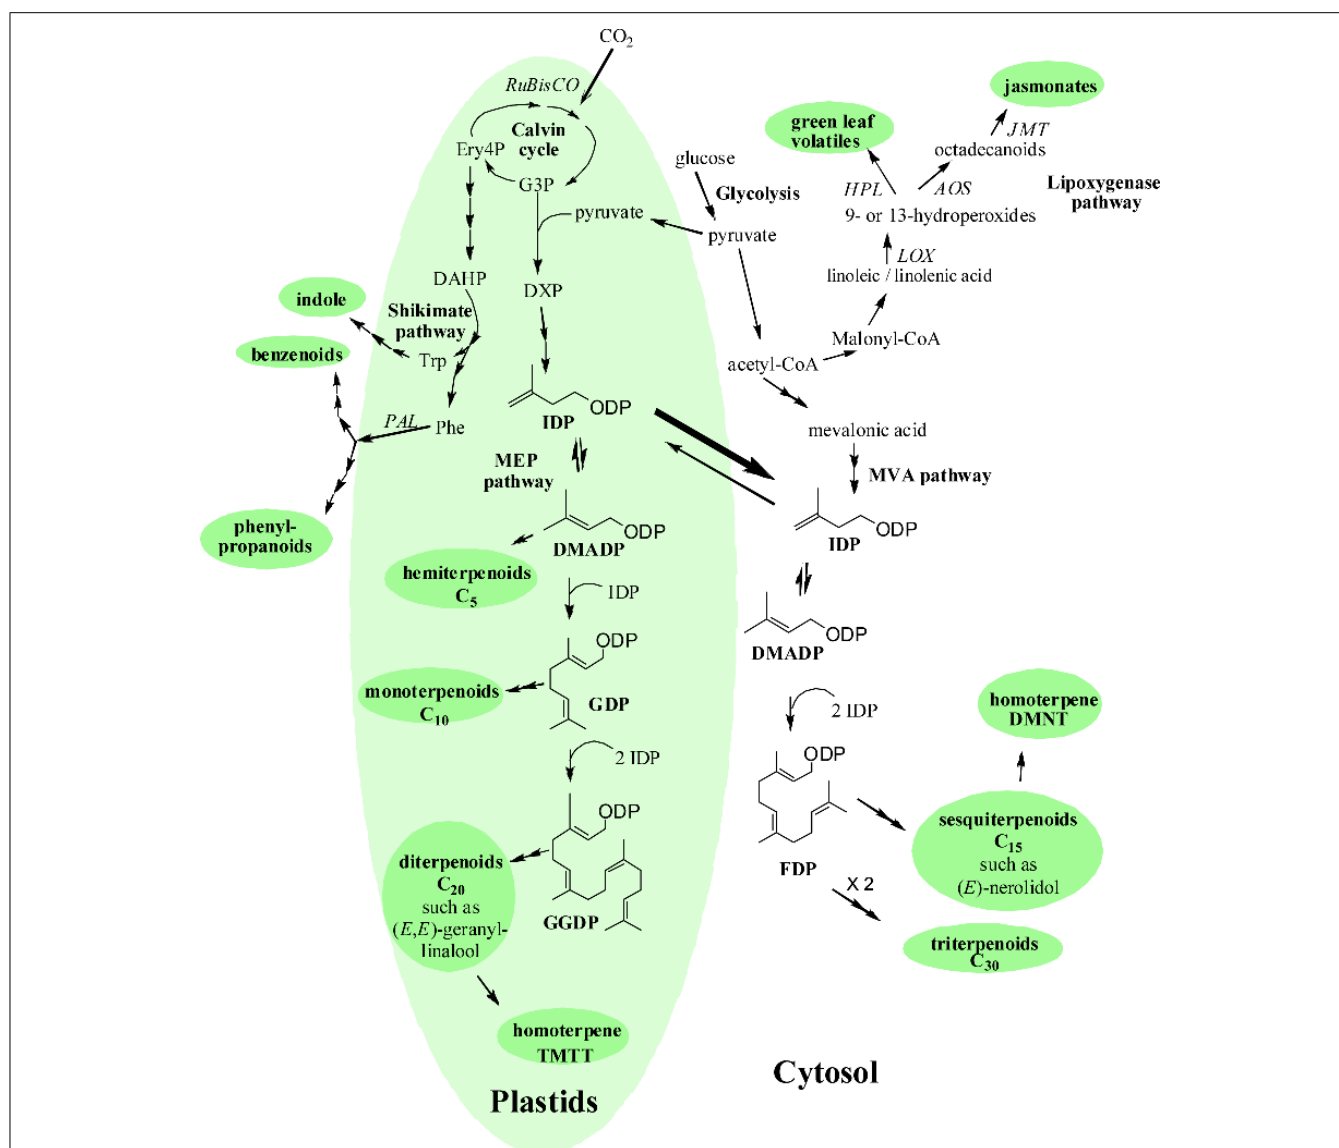 CO2
RuBisCO
Calvin
cycle
Ery4P
G3P
pyruvate
DAHP
DXP
Shikimate
pathway
indole
Trp
benzenoids
PAL
Phe
phenyl-
propanoids
ODP
IDP
MEP
pathway
ODP
DMADP
hemiterpenoids
C5
IDP
ODP
GDP
monoterpenoids
C10
2 IDP
ODP
GGDP
diterpenoids
C20
such as
(E,E)-geranyl-
linalool
homoterpene
TMTT
Plastids
glucose
Glycolysis
pyruvate
acetyl-CoA
Malonyl-CoA
linoleic / linolenic acid
LOX
9- or 13-hydroperoxides
HPL
AOS
green leaf
volatiles
octadecanoids
JMT
jasmonates
Lipoxygenase
pathway
mevalonic acid
MVA pathway
ODP
IDP
ODP
DMADP
2 IDP
ODP
FDP
X 2
homoterpene
DMNT
sesquiterpenoids
C15
such as
(E)-nerolidol
triterpenoids
C30
Cytosol